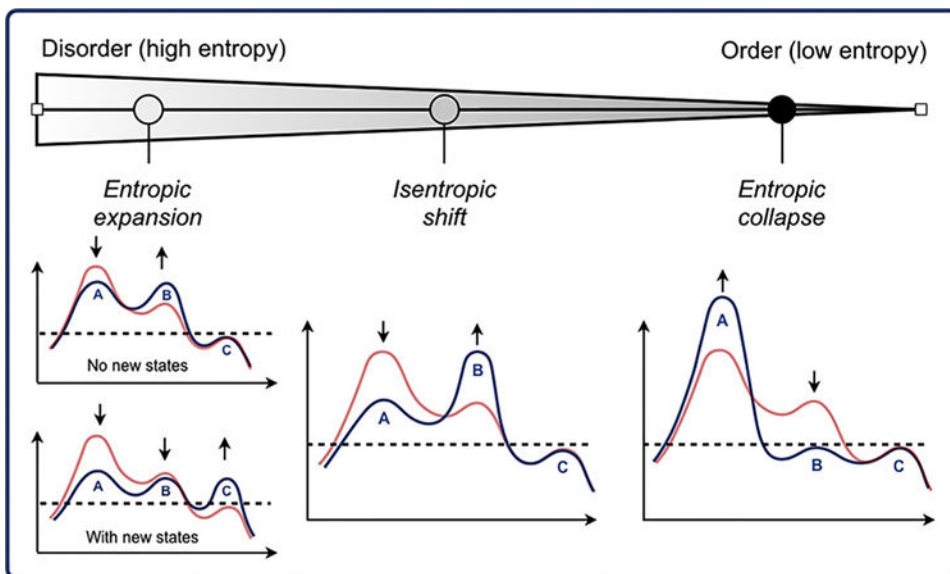 Disorder (high entropy)
Order (low entropy)
Entropic
expansion
Isentropic
shift
Entropic
collapse
A
B
C
No new states
A
B
C
With new states
A
B
C
A
B
C